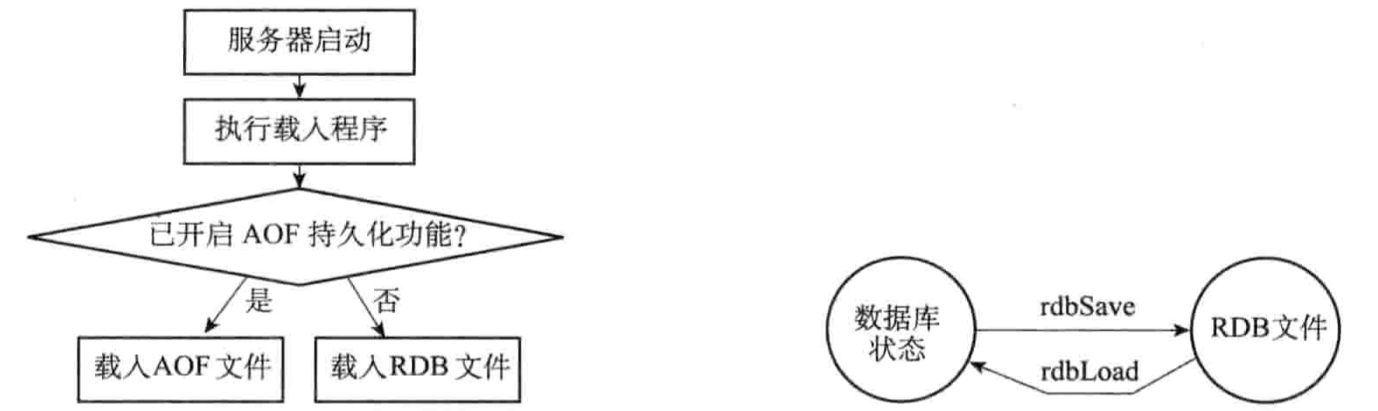 服务器启动
执行载入程序
已开启 AOF 持久化功能?
是
否
载入AOF 文件
载入RDB 文件
数据库
状态
rdbSave
RDB文件
rdbLoad